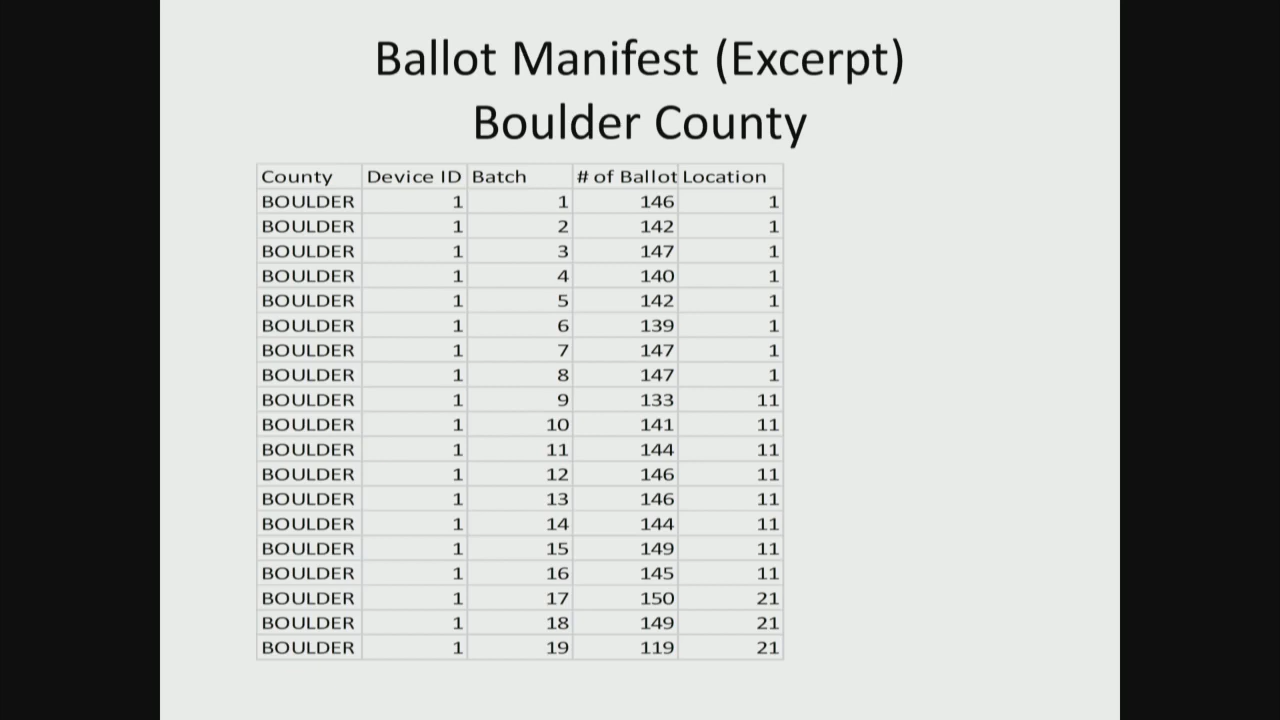 Ballot Manifest (Excerpt)
Boulder County
County Device ID Batch # of Ballot Location
BOULDER 1 1 146 1
BOULDER 1 2 142 1
BOULDER 1 3 147 1
BOULDER 1 4 140 1
BOULDER 1 5 142 1
BOULDER 1 6 139 1
BOULDER 1 7 147 1
BOULDER 1 8 147 1
BOULDER 1 9 133 11
BOULDER 1 10 141 11
BOULDER 1 11 144 11
BOULDER 1 12 146 11
BOULDER 1 13 146 11
BOULDER 1 14 144 11
BOULDER 1 15 149 11
BOULDER 1 16 145 11
BOULDER 1 17 150 21
BOULDER 1 18 149 21
BOULDER 1 19 119 21